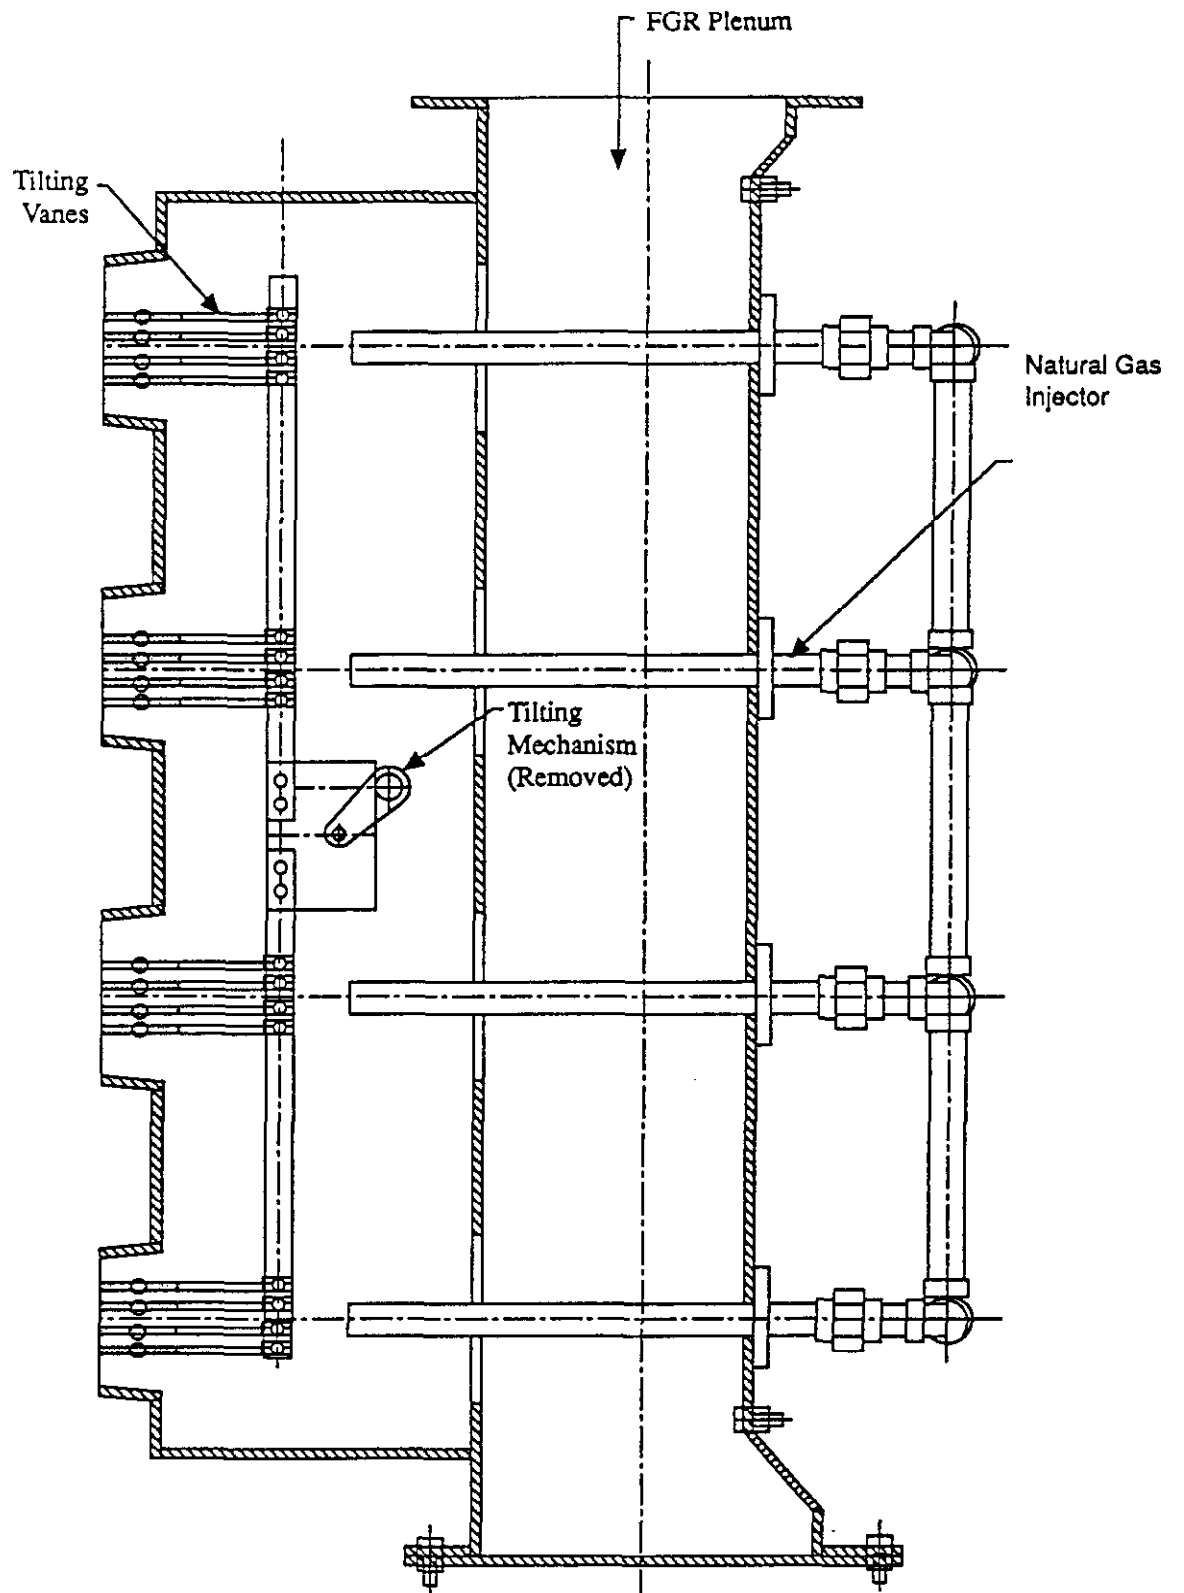 FGR Plenum
Tilting
Vanes
Natural Gas
Injector
Tilting
Mechanism
(Removed)